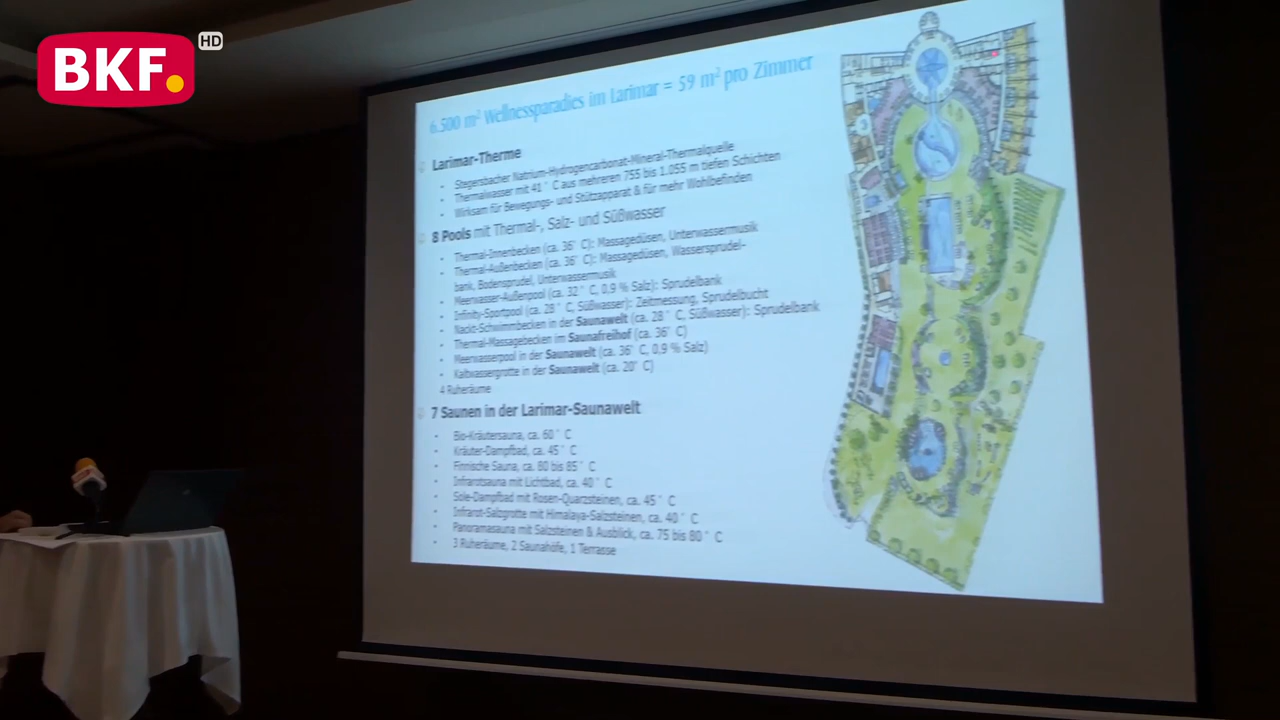 BKF.
HD
6.500 m² Wellnessparadies im Larimar = 59 m² pro Zimmer
Larimar-Therme
• Stegersbacher Natrium-Hydrogencarbonat-Mineral-Thermalquelle
• Thermalwasser mit 41° C aus mehreren 755 bis 1.055 m tiefen Schichten
• Wirksam für Bewegungs- und Stützapparat & für mehr Wohlbefinden
8 Pools mit Thermal-, Salz- und Süßwasser
• Thermal-Innenbecken (ca. 36° C): Massagedüsen, Unterwassermusik
• Thermal-Außenbecken (ca. 36° C): Massagedüsen, Wassersprudel-
bank, Bodensprudel, Unterwassermusik
• Meerwasser-Außenpool (ca. 32° C, 0,9 % Salz): Sprudelbank
• Infinity-Sportpool (ca. 28° C, Süßwasser): Zeitmessung, Sprudelbucht
• Nackt-Schwimmbecken in der Saunawelt (ca. 28° C, Süßwasser): Sprudelbank
• Thermal-Massagebecken im Saunafreihof (ca. 36° C)
• Meerwasserpool in der Saunawelt (ca. 36° C, 0,9 % Salz)
• Kaltwassergrotte in der Saunawelt (ca. 20° C)
4 Ruheräume
7 Saunen in der Larimar-Saunawelt
• Bio-Kräutersauna, ca. 60° C
• Kräuter-Dampfbad, ca. 45° C
• Finnische Sauna, ca. 80 bis 85° C
• Infrarotsauna mit Lichtbad, ca. 40° C
• Sole-Dampfbad mit Rosen-Quarzsteinen, ca. 45° C
• Infrarot-Salzgrotte mit Himalaya-Salzsteinen, ca. 40° C
• Panoramasauna mit Salzsteinen & Ausblick, ca. 75 bis 80° C
• 3 Ruheräume, 2 Saunahöfe, 1 Terrasse